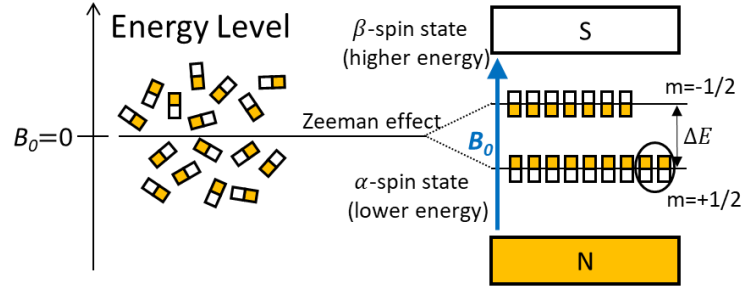 Energy Level
B₀=0
Zeeman effect
β-spin state
(higher energy)
α-spin state
(lower energy)
S
B₀
m=-1/2
ΔE
m=+1/2
N